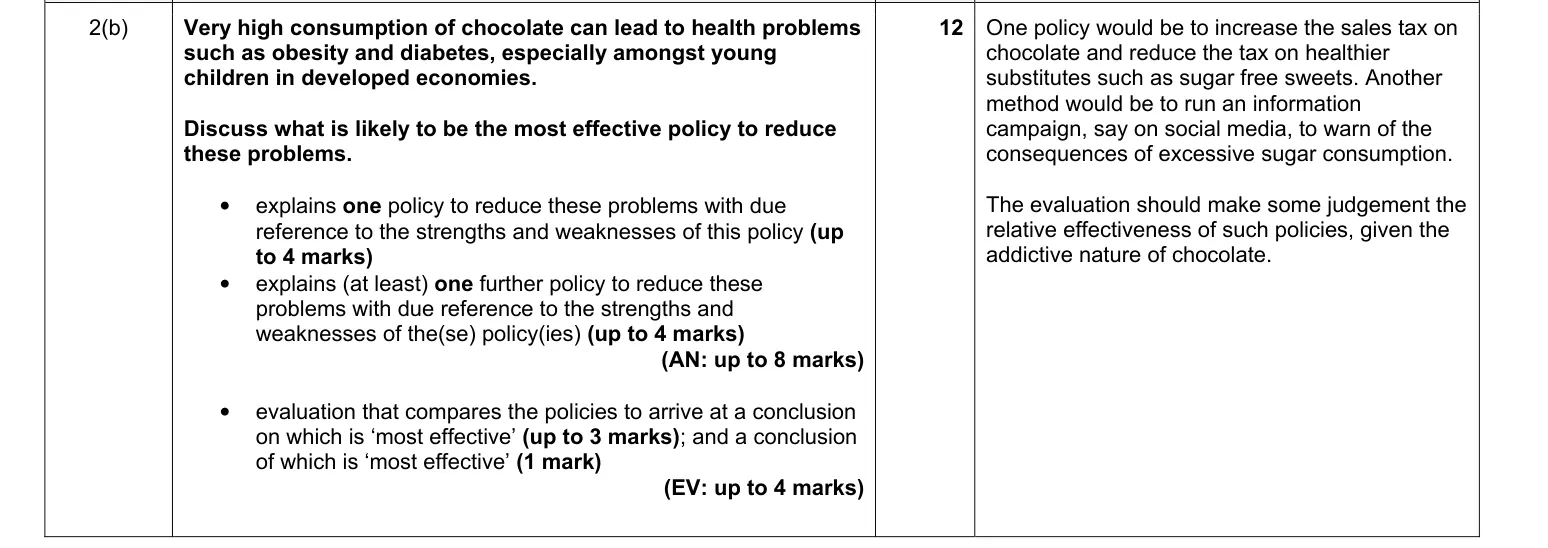 2(b)
Very high consumption of chocolate can lead to health problems
such as obesity and diabetes, especially amongst young
children in developed economies.
Discuss what is likely to be the most effective policy to reduce
these problems.
• explains one policy to reduce these problems with due
reference to the strengths and weaknesses of this policy (up
to 4 marks)
• explains (at least) one further policy to reduce these
problems with due reference to the strengths and
weaknesses of the(se) policy(ies) (up to 4 marks)
(AN: up to 8 marks)
• evaluation that compares the policies to arrive at a conclusion
on which is ‘most effective’ (up to 3 marks); and a conclusion
of which is ‘most effective’ (1 mark)
(EV: up to 4 marks)
12
One policy would be to increase the sales tax on
chocolate and reduce the tax on healthier
substitutes such as sugar free sweets. Another
method would be to run an information
campaign, say on social media, to warn of the
consequences of excessive sugar consumption.
The evaluation should make some judgement the
relative effectiveness of such policies, given the
addictive nature of chocolate.